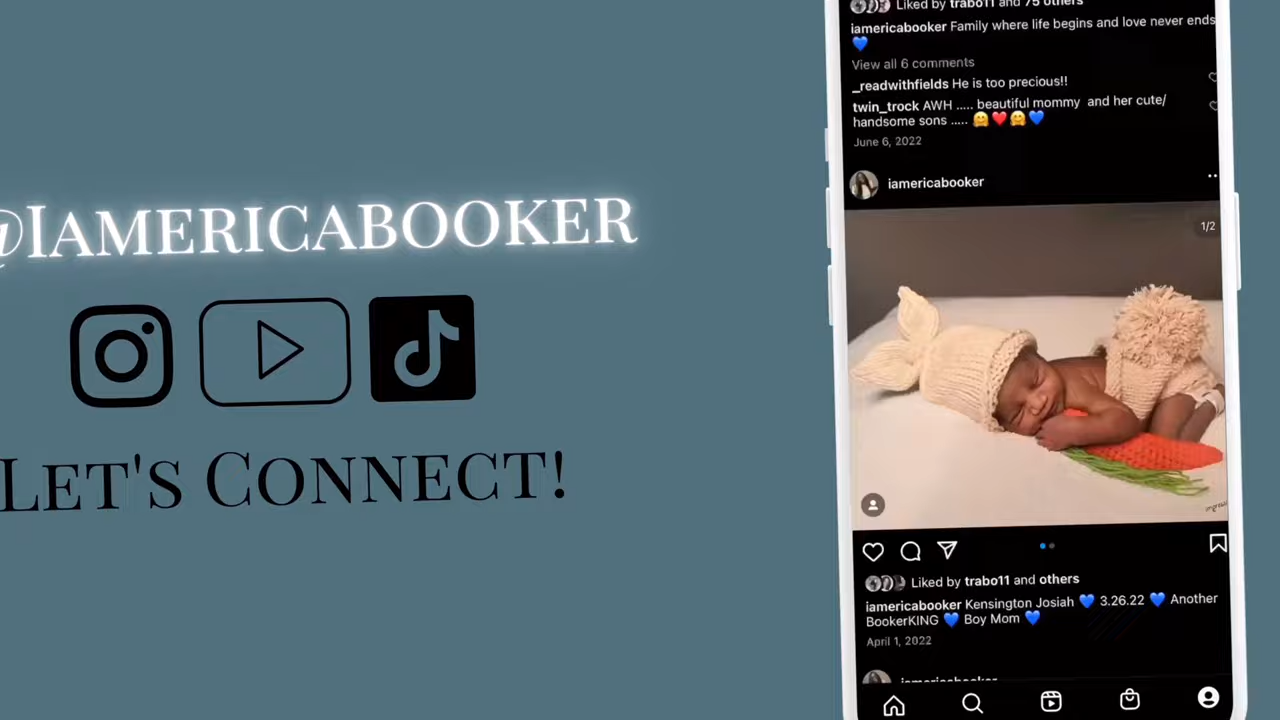 @IAMERICABOOKER
LET'S CONNECT!
Liked by trabo11 and 75 others
iamericabooker Family where life begins and love never ends
💙
View all 6 comments
_readwithfields He is too precious!!
twin_trock AWH ..... beautiful mommy and her cute/
handsome sons ..... 🤗❤️🤗💙
June 6, 2022
iamericabooker
1/2
Liked by trabo11 and others
iamericabooker Kensington Josiah 💙 3.26.22 💙 Another
BookerKING 💙 Boy Mom 💙
April 1, 2022
iamericabooker